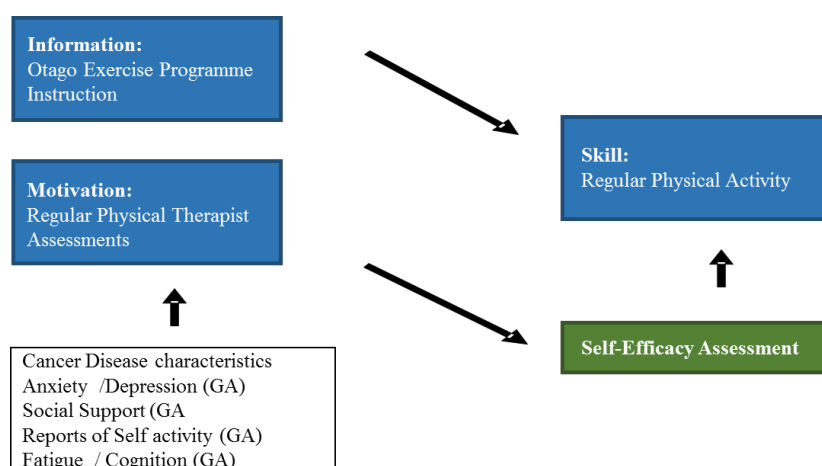 Information:
Otago Exercise Programme
Instruction
Motivation:
Regular Physical Therapist
Assessments
Cancer Disease characteristics
Anxiety /Depression (GA)
Social Support (GA
Reports of Self activity (GA)
Fatigue / Cognition (GA)
Skill:
Regular Physical Activity
Self-Efficacy Assessment